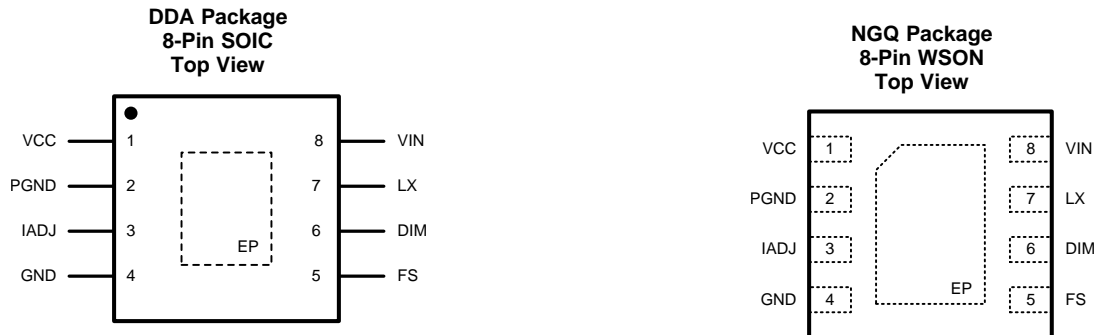 DDA Package
8-Pin SOIC
Top View
VCC 1 8 VIN
PGND 2 7 LX
IADJ 3 6 DIM
EP
GND 4 5 FS
NGQ Package
8-Pin WSON
Top View
VCC 1 8 VIN
PGND 2 7 LX
IADJ 3 6 DIM
EP
GND 4 5 FS